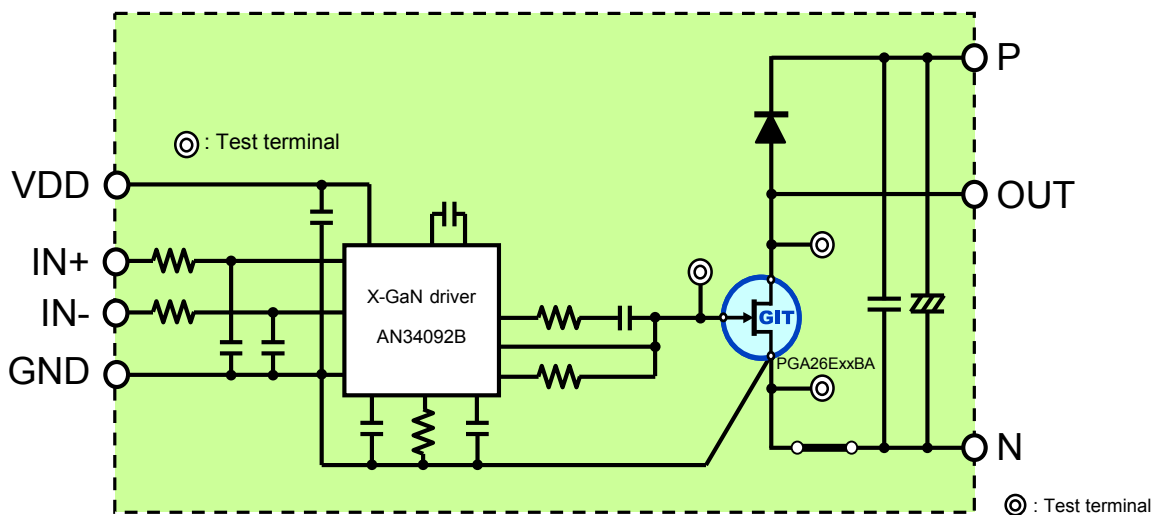 P
: Test terminal
VDD
OUT
IN+
IN-
X-GaN driver
AN34092B
GIT
PGA26ExxBA
GND
N
: Test terminal